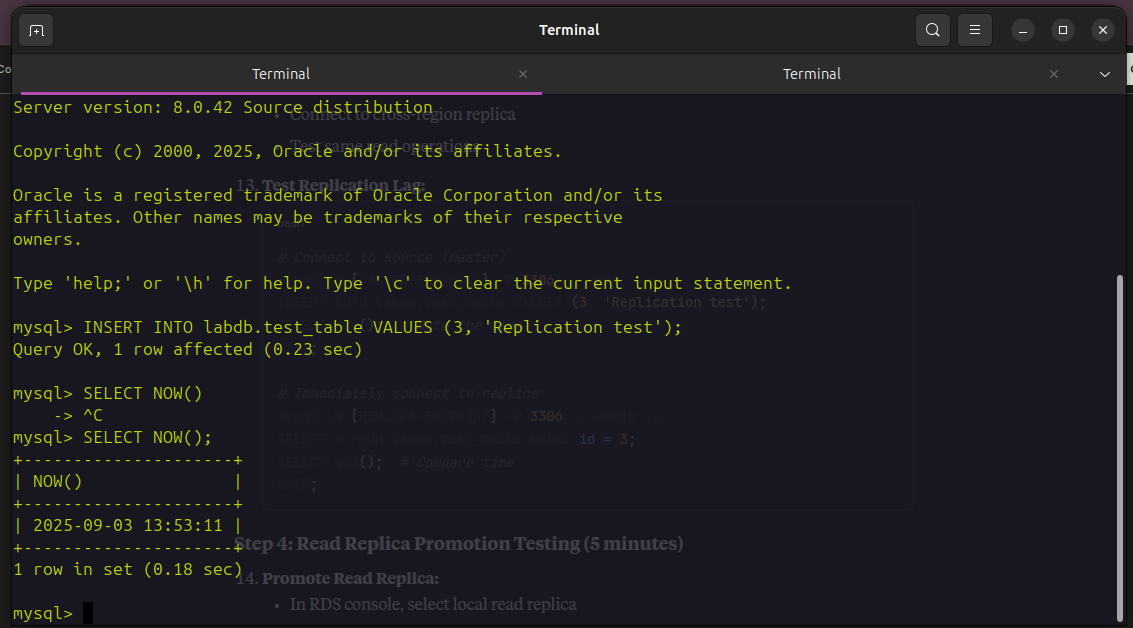 Terminal
Terminal
Terminal
Co
Server version: 8.0.42 Source distribution
• Connect to cross-region replica
• Test same read operations
Copyright (c) 2000, 2025, Oracle and/or its affiliates.
13. Test Replication Lag:
Oracle is a registered trademark of Oracle Corporation and/or its
affiliates. Other names may be trademarks of their respective
bash
owners.
# Connect to source (master)
3306
Type 'help;' or '\h' for help. Type '\c' to clear the current input statement.
(3, 'Replication test');
mysql> INSERT INTO labdb.test_table VALUES (3, 'Replication test');
Query OK, 1 row affected (0.23 sec)
mysql> SELECT NOW()
# Immediately connect to replica
-> ^C
3306
mysql> SELECT NOW();
id = 3;
+---------------------+
(); # Compare time
| NOW()               |
+---------------------+
| 2025-09-03 13:53:11 |
+---------------------+
Step 4: Read Replica Promotion Testing (5 minutes)
1 row in set (0.18 sec)
14. Promote Read Replica:
• In RDS console, select local read replica
mysql>